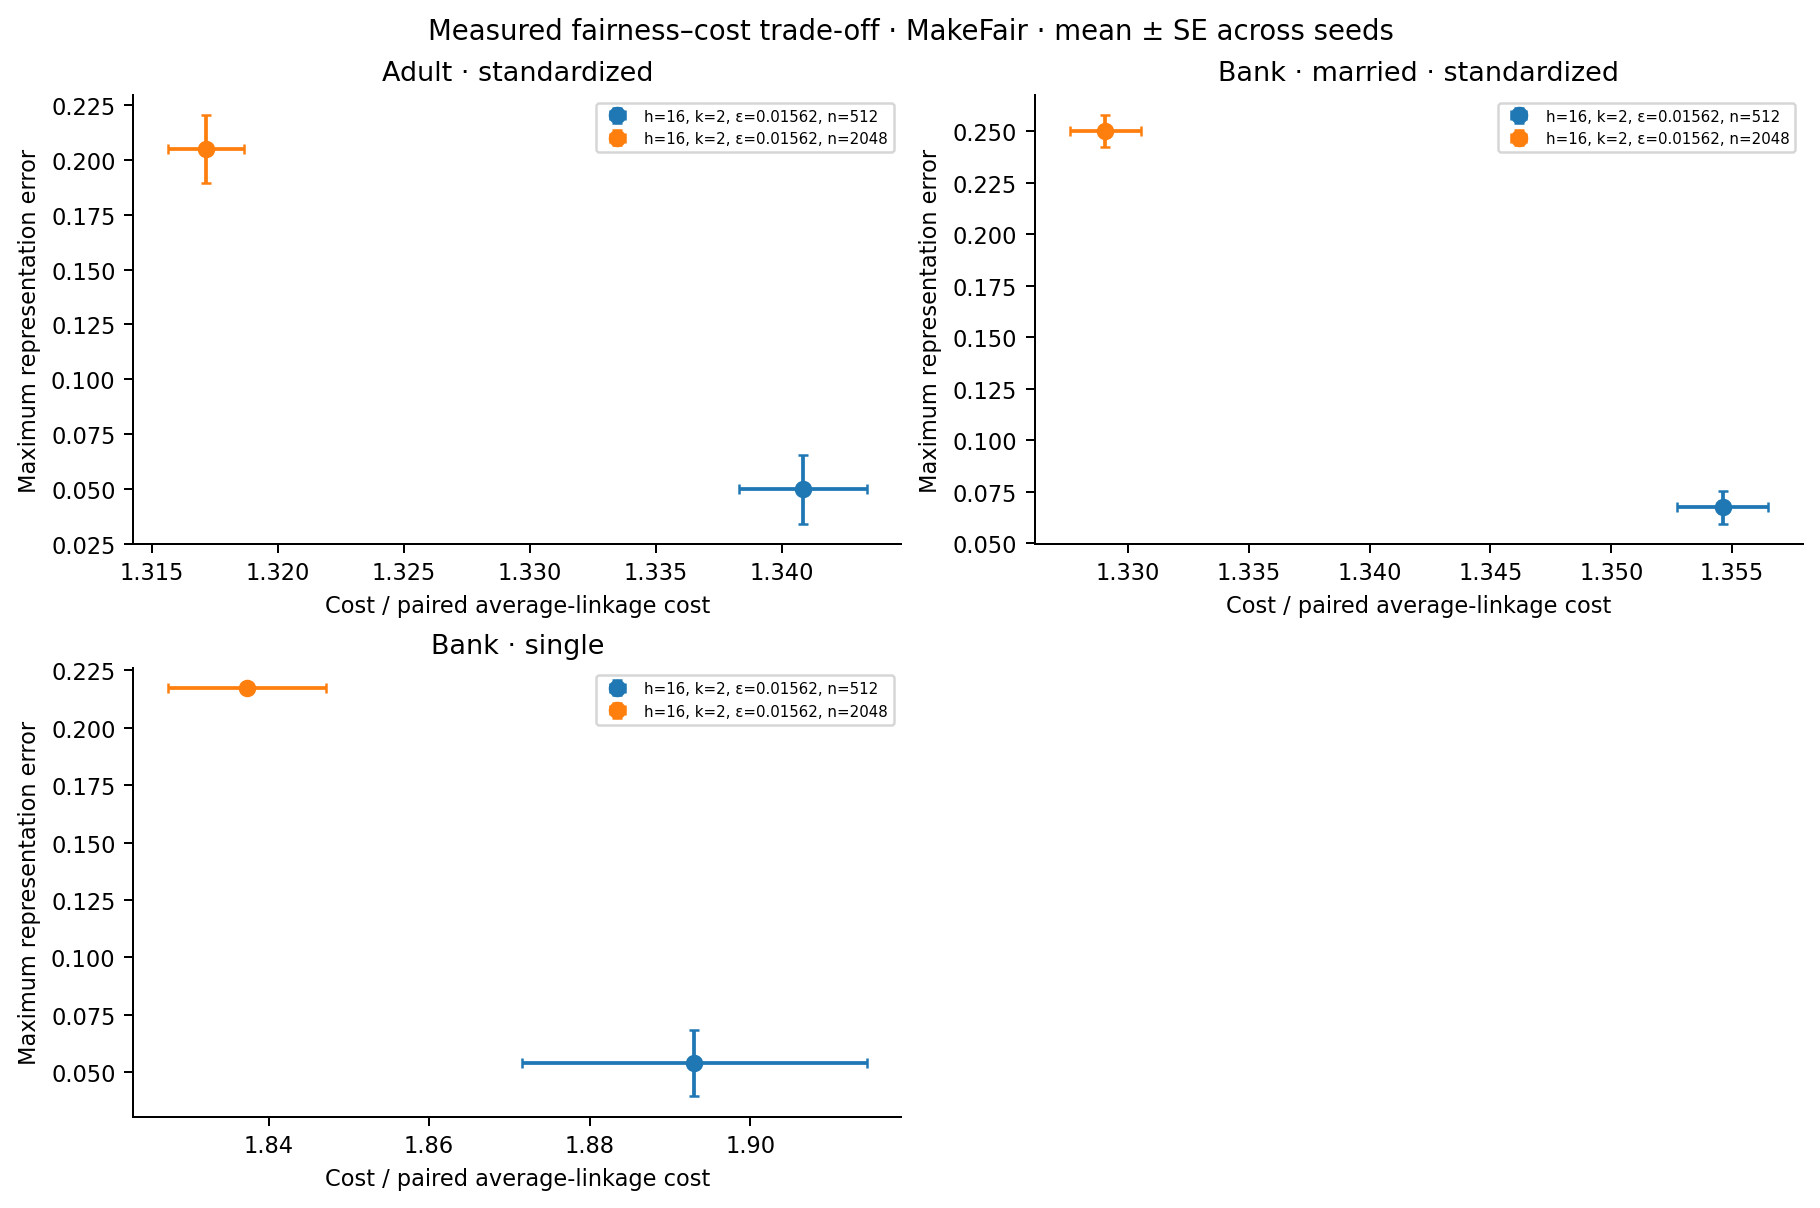 Measured fairness–cost trade-off · MakeFair · mean ± SE across seeds
Adult · standardized
0.225
0.200
0.175
0.150
0.125
0.100
0.075
0.050
0.025
Maximum representation error
h=16, k=2, ε=0.01562, n=512
h=16, k=2, ε=0.01562, n=2048
1.315 1.320 1.325 1.330 1.335 1.340
Cost / paired average-linkage cost
Bank · married · standardized
0.250
0.225
0.200
0.175
0.150
0.125
0.100
0.075
0.050
Maximum representation error
h=16, k=2, ε=0.01562, n=512
h=16, k=2, ε=0.01562, n=2048
1.330 1.335 1.340 1.345 1.350 1.355
Cost / paired average-linkage cost
Bank · single
0.225
0.200
0.175
0.150
0.125
0.100
0.075
0.050
Maximum representation error
h=16, k=2, ε=0.01562, n=512
h=16, k=2, ε=0.01562, n=2048
1.84 1.86 1.88 1.90
Cost / paired average-linkage cost